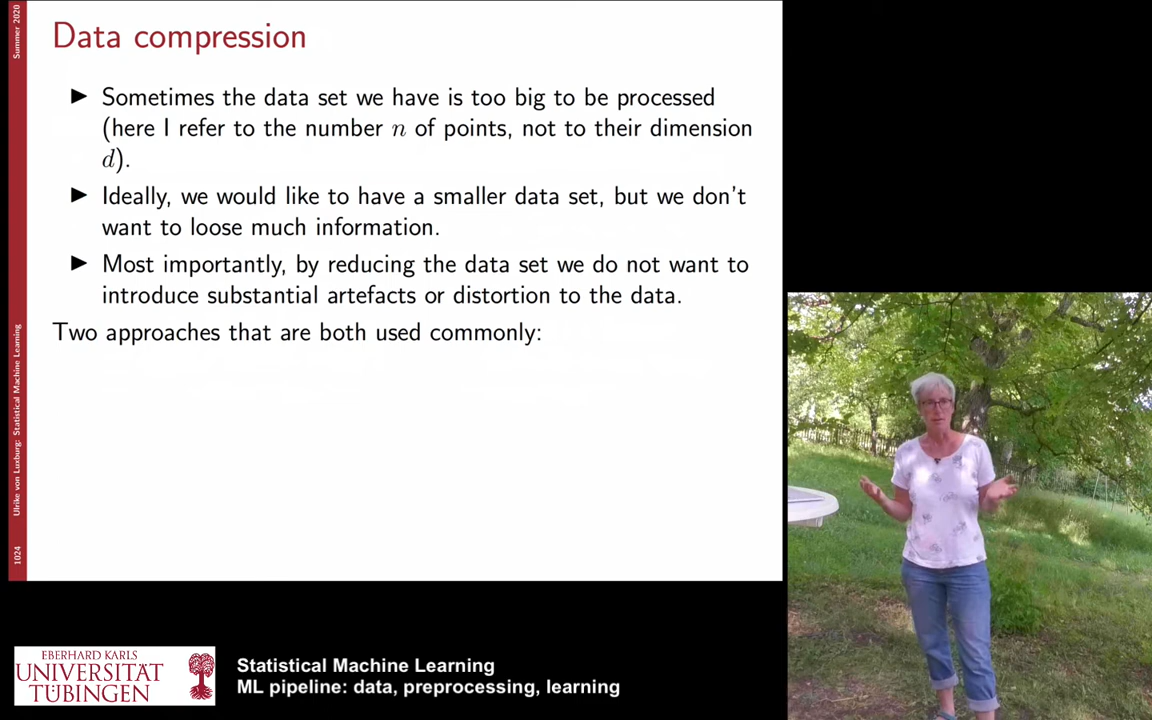 Summer 2020
Data compression
Sometimes the data set we have is too big to be processed
(here I refer to the number n of points, not to their dimension
d).
Ideally, we would like to have a smaller data set, but we don't
want to loose much information.
Most importantly, by reducing the data set we do not want to
introduce substantial artefacts or distortion to the data.
Two approaches that are both used commonly:
Ulrike von Luxburg: Statistical Machine Learning
1024
EBERHARD KARLS
UNIVERSITÄT
TÜBINGEN
Statistical Machine Learning
ML pipeline: data, preprocessing, learning